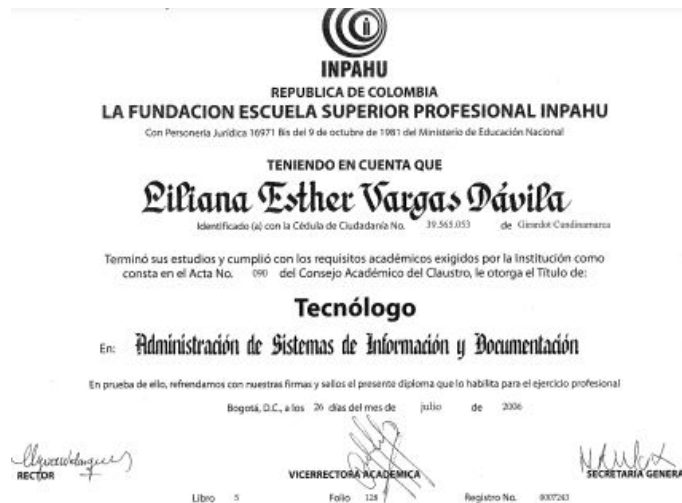 INPAHU
REPUBLICA DE COLOMBIA
LA FUNDACION ESCUELA SUPERIOR PROFESIONAL INPAHU
Con Personería Jurídica 16971 Bis del 9 de octubre de 1981 del Ministerio de Educación Nacional
TENIENDO EN CUENTA QUE
Liliana Esther Vargas Dávila
Identificado (a) con la Cédula de Ciudadanía No. 39.565.053 de Girardot Cundinamarca
Terminó sus estudios y cumplió con los requisitos académicos exigidos por la Institución como
consta en el Acta No. 090 del Consejo Académico del Claustro, le otorga el Título de:
Tecnólogo
En: Administración de Sistemas de Información y Documentación
En prueba de ello, refrendamos con nuestras firmas y sellos el presente diploma que lo habilita para el ejercicio profesional
Bogotá, D.C., a los 26 días del mes de julio de 2006
RECTOR VICERRECTORA ACADEMICA SECRETARIA GENERA
Libro 5 Folio 128 Registro No. 0007243